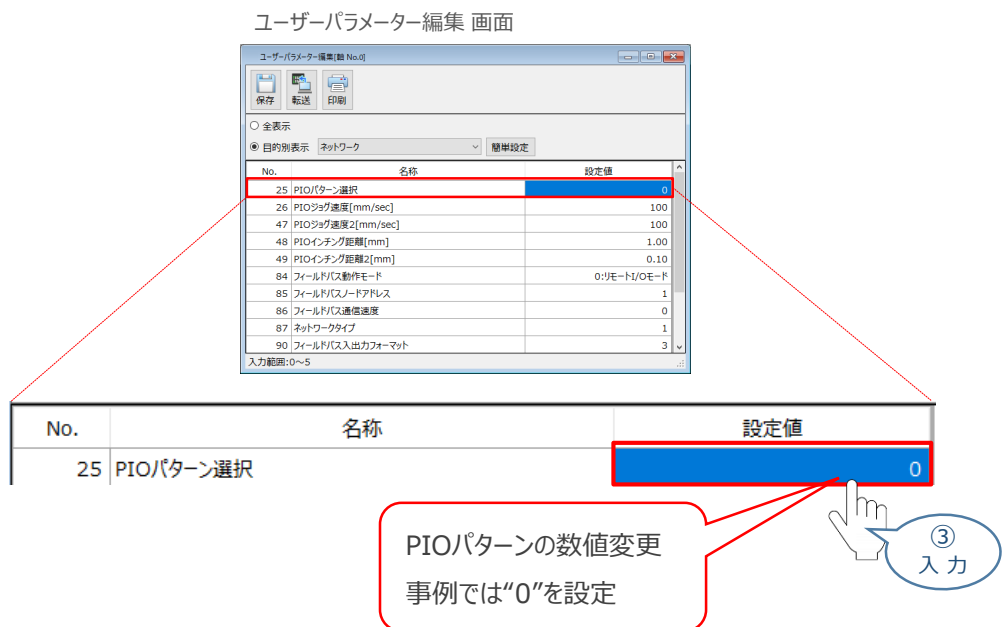 ユーザーパラメーター編集 画面
ユーザーパラメーター編集[軸 No.0]
保存 転送 印刷
全表示
目的別表示 ネットワーク 簡単設定
No. 名称 設定値
25 PIOパターン選択 0
26 PIOジョグ速度[mm/sec] 100
47 PIOジョグ速度2[mm/sec] 100
48 PIOインチング距離[mm] 1.00
49 PIOインチング距離2[mm] 0.10
84 フィールドバス動作モード 0:リモートI/Oモード
85 フィールドバスノードアドレス 1
86 フィールドバス通信速度 0
87 ネットワークタイプ 1
90 フィールドバス入出力フォーマット 3
入力範囲:0～5
No. 名称 設定値
25 PIOパターン選択 0
PIOパターンの数値変更
事例では“0”を設定
③
入 力